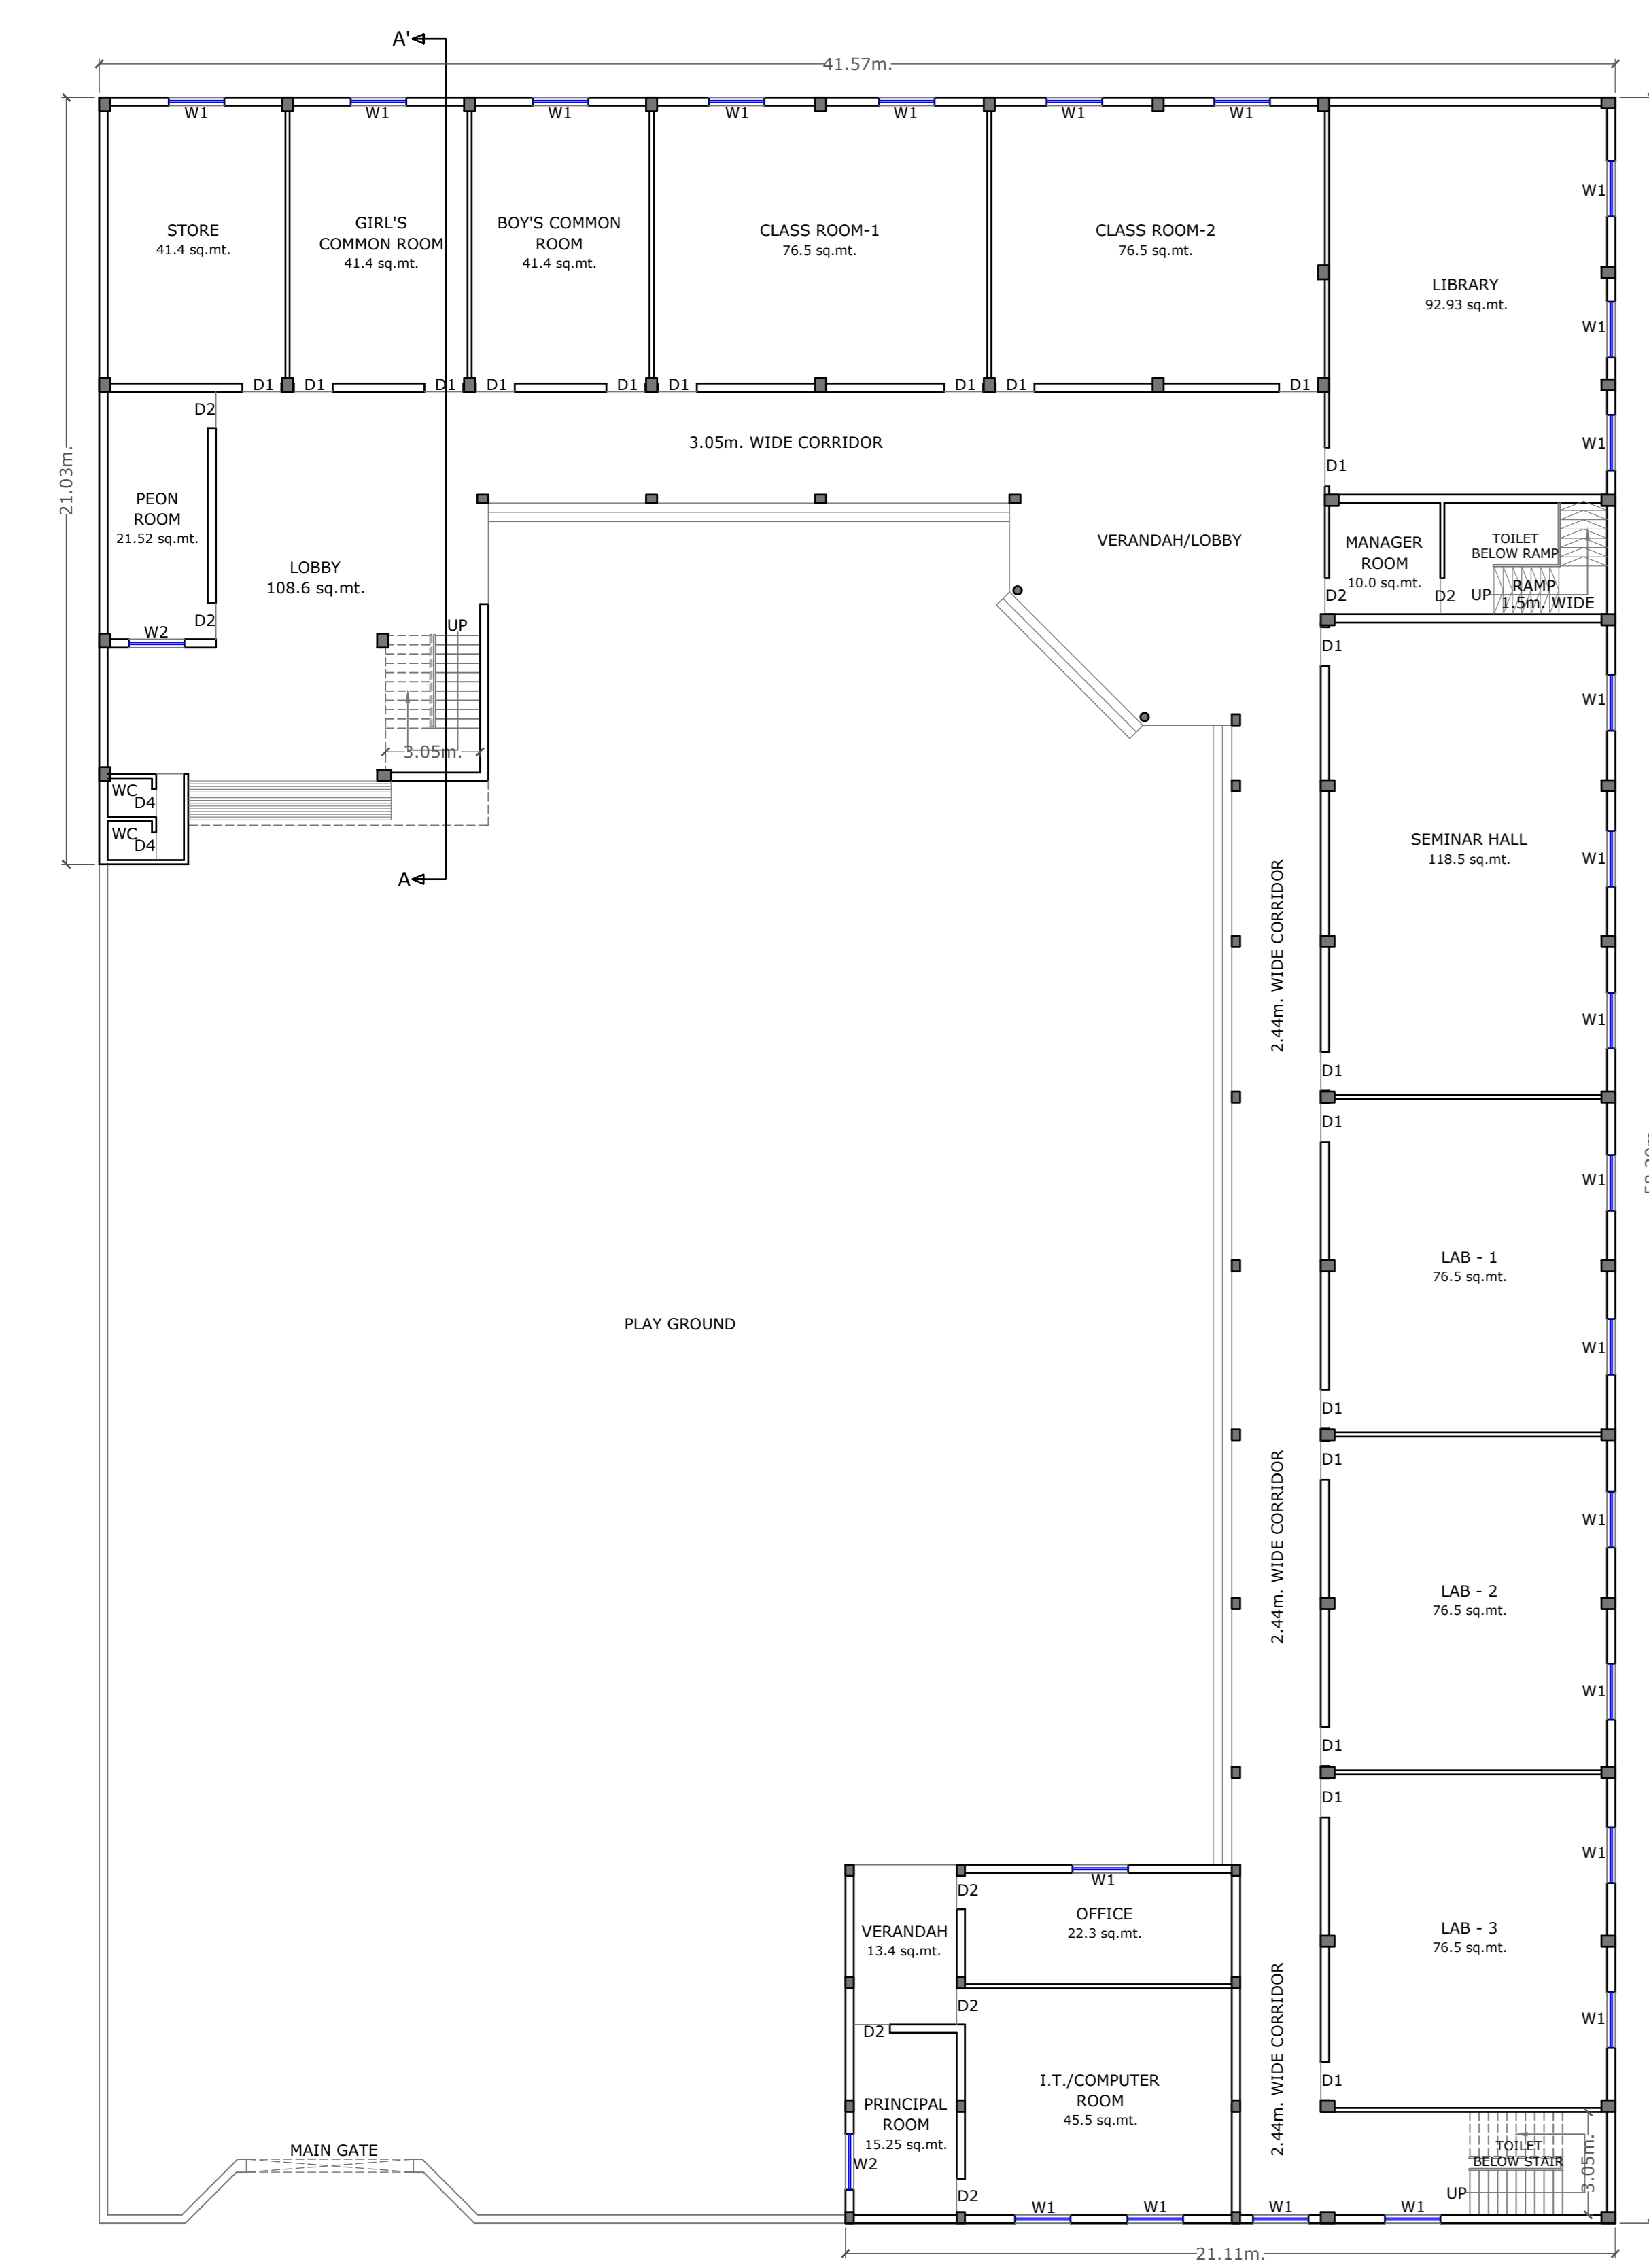 A'
41.57m.
W1
W1
W1
W1
W1
W1
W1
STORE
41.4 sq.mt.
GIRL'S
COMMON ROOM
41.4 sq.mt.
BOY'S COMMON
ROOM
41.4 sq.mt.
CLASS ROOM-1
76.5 sq.mt.
CLASS ROOM-2
76.5 sq.mt.
W1
LIBRARY
92.93 sq.mt.
W1
W1
D1
D1
D1
D1
D1
D1
D1
D1
D1
D2
3.05m. WIDE CORRIDOR
D1
21.03m.
PEON
ROOM
21.52 sq.mt.
LOBBY
108.6 sq.mt.
VERANDAH/LOBBY
MANAGER
ROOM
10.0 sq.mt.
TOILET
BELOW RAMP
RAMP
1.5m. WIDE
UP
D2
D2
D2
W2
UP
3.05m.
WC
D4
WC
D4
A
D1
W1
SEMINAR HALL
118.5 sq.mt.
W1
W1
2.44m. WIDE CORRIDOR
D1
D1
W1
LAB - 1
76.5 sq.mt.
W1
D1
PLAY GROUND
2.44m. WIDE CORRIDOR
D1
W1
LAB - 2
76.5 sq.mt.
W1
D1
D1
W1
LAB - 3
76.5 sq.mt.
W1
D1
W1
D2
OFFICE
22.3 sq.mt.
VERANDAH
13.4 sq.mt.
D2
D2
2.44m. WIDE CORRIDOR
I.T./COMPUTER
ROOM
45.5 sq.mt.
PRINCIPAL
ROOM
15.25 sq.mt.
W2
D2
MAIN GATE
W1
W1
W1
W1
TOILET
BELOW STAIR
UP
3.05m.
21.11m.